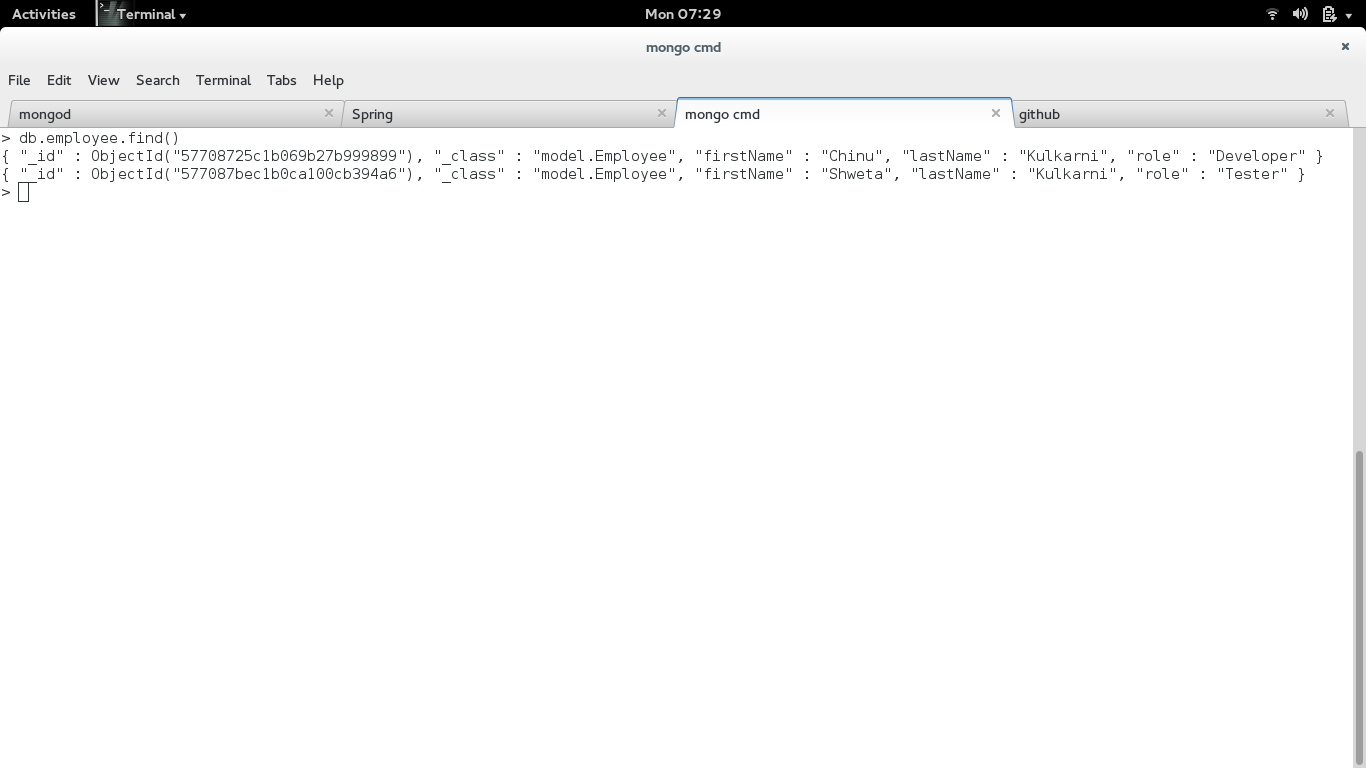 Activities Terminal Mon 07:29
mongo cmd
File Edit View Search Terminal Tabs Help
mongod Spring mongo cmd github
> db.employee.find()
{ "_id" : ObjectId("57708725c1b069b27b999899"), "_class" : "model.Employee", "firstName" : "Chinu", "lastName" : "Kulkarni", "role" : "Developer" }
{ "_id" : ObjectId("577087bec1b0ca100cb394a6"), "_class" : "model.Employee", "firstName" : "Shweta", "lastName" : "Kulkarni", "role" : "Tester" }
>